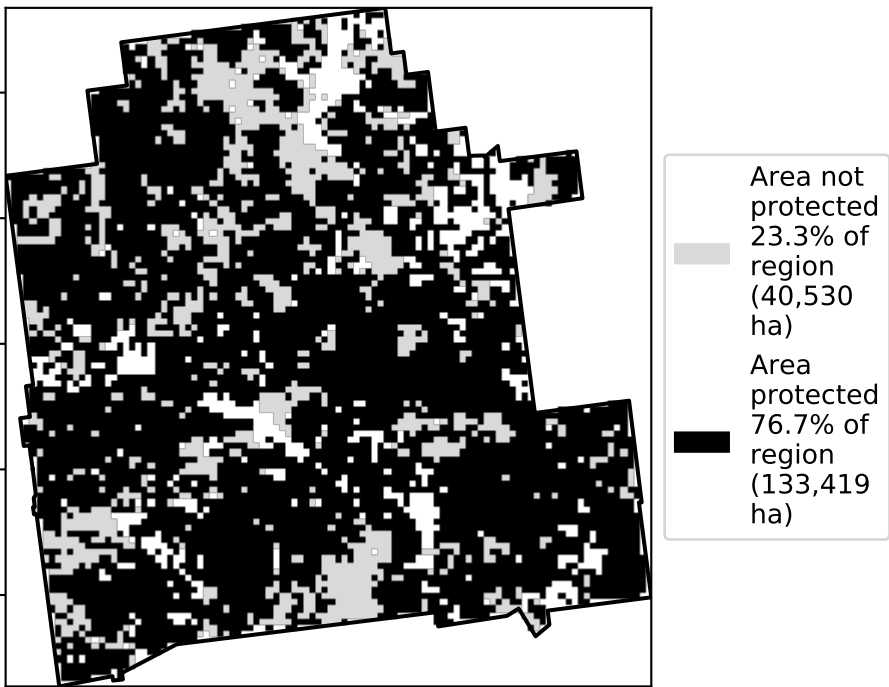 Area not
protected
23.3% of
region
(40,530
ha)
Area
protected
76.7% of
region
(133,419
ha)